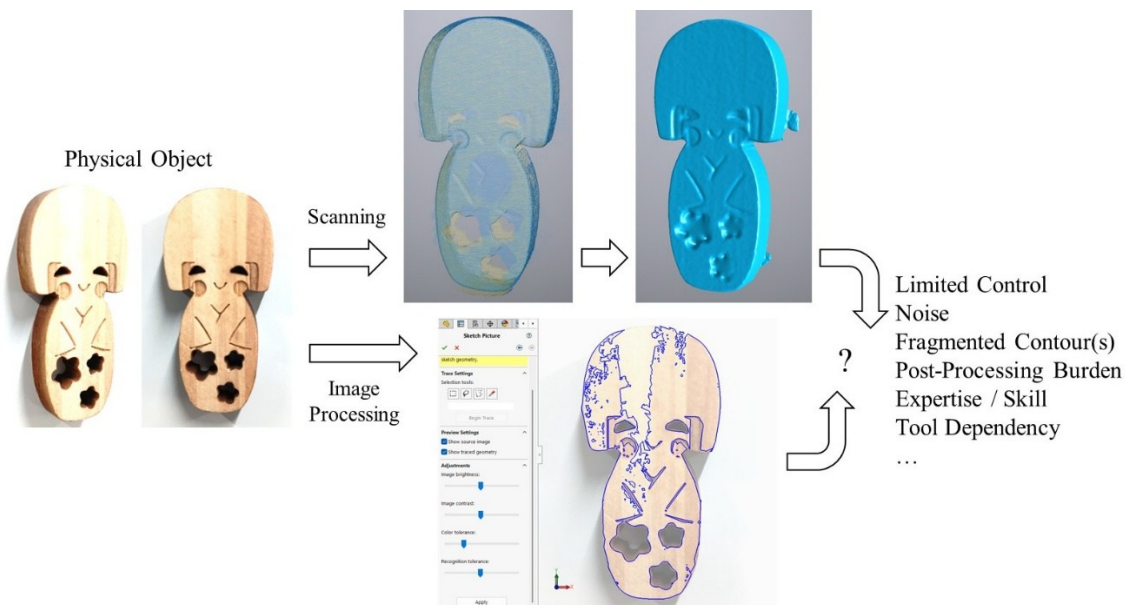 Physical Object
Scanning
Image
Processing
Sketch Picture
sketch geometry.
Trace Settings
Selection tools:
Begin Trace
Preview Settings
Show source image
Show traced geometry
Adjustments
Image brightness:
Image contrast:
Color tolerance:
Recognition tolerance:
Apply
Y
X
?
Limited Control
Noise
Fragmented Contour(s)
Post-Processing Burden
Expertise / Skill
Tool Dependency
…